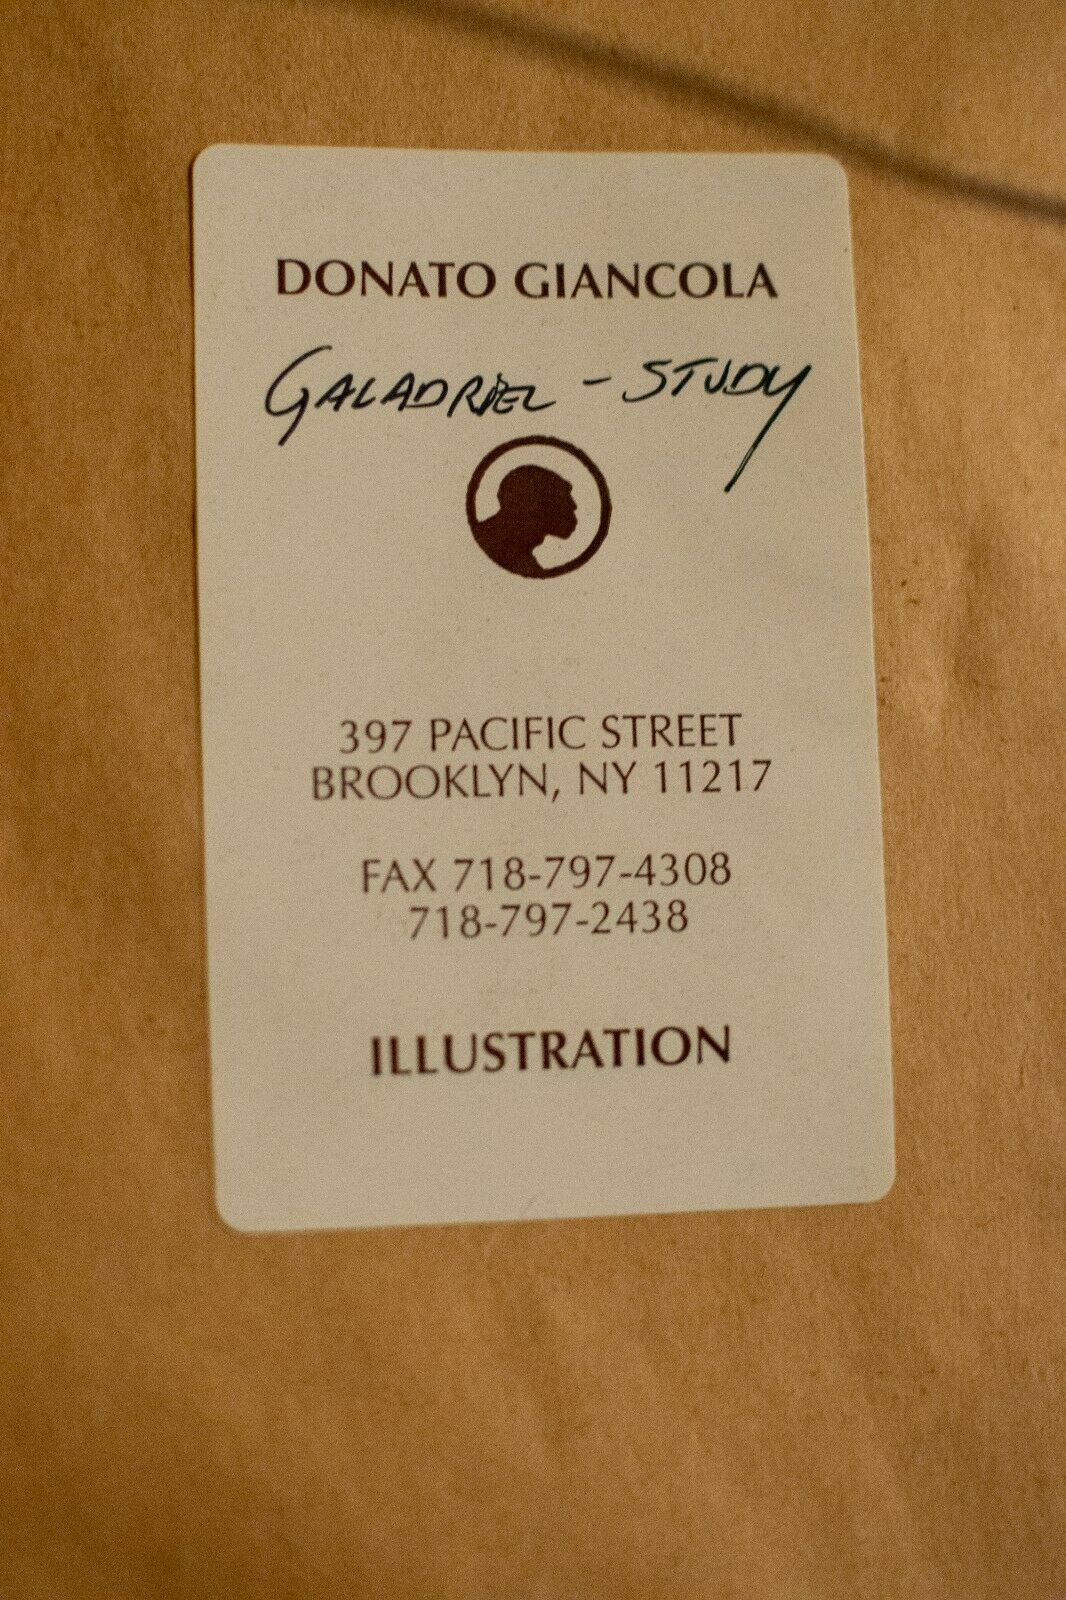 DONATO GIANCOLA
GALADRIEL - STUDY
397 PACIFIC STREET
BROOKLYN, NY 11217
FAX 718-797-4308
718-797-2438
ILLUSTRATION